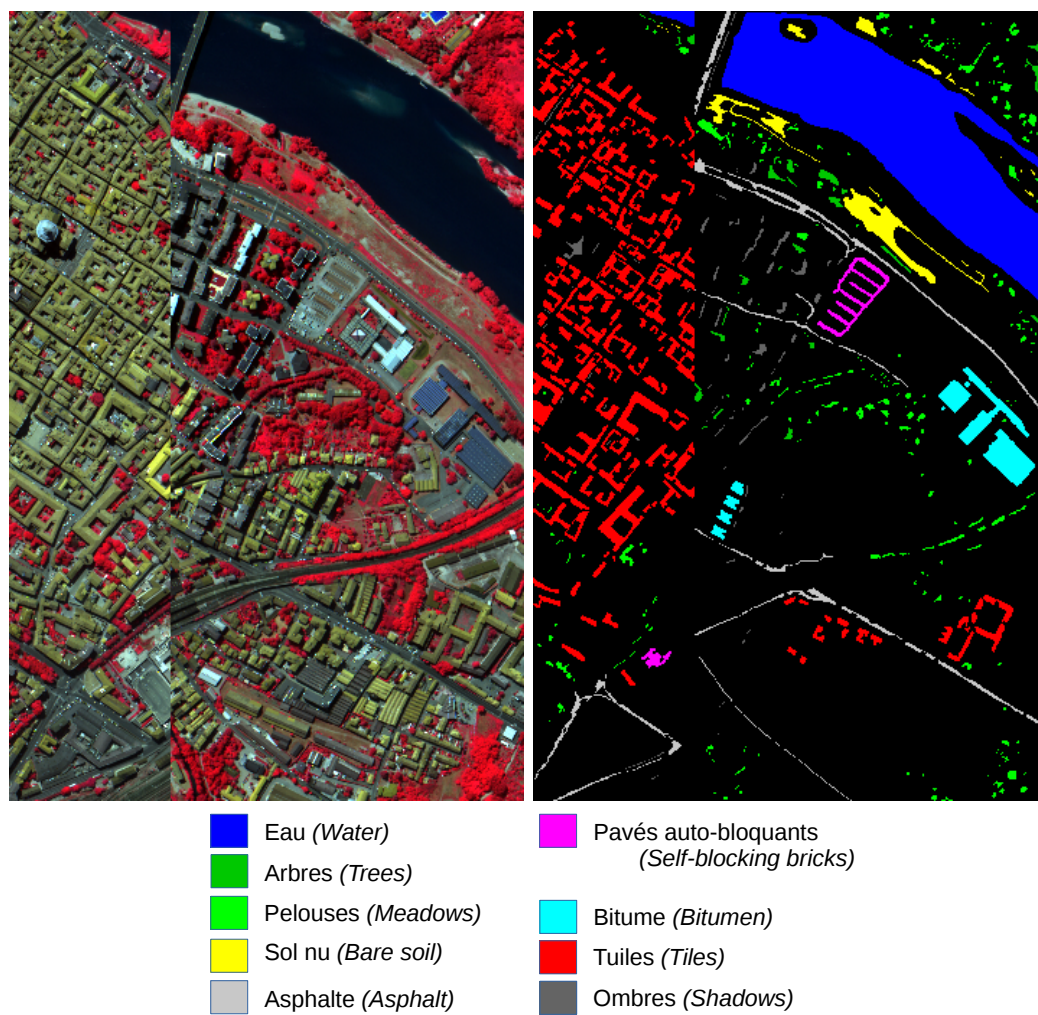 Eau (Water)
Arbres (Trees)
Pelouses (Meadows)
Sol nu (Bare soil)
Asphalte (Asphalt)
Pavés auto-bloquants
(Self-blocking bricks)
Bitume (Bitumen)
Tuiles (Tiles)
Ombres (Shadows)